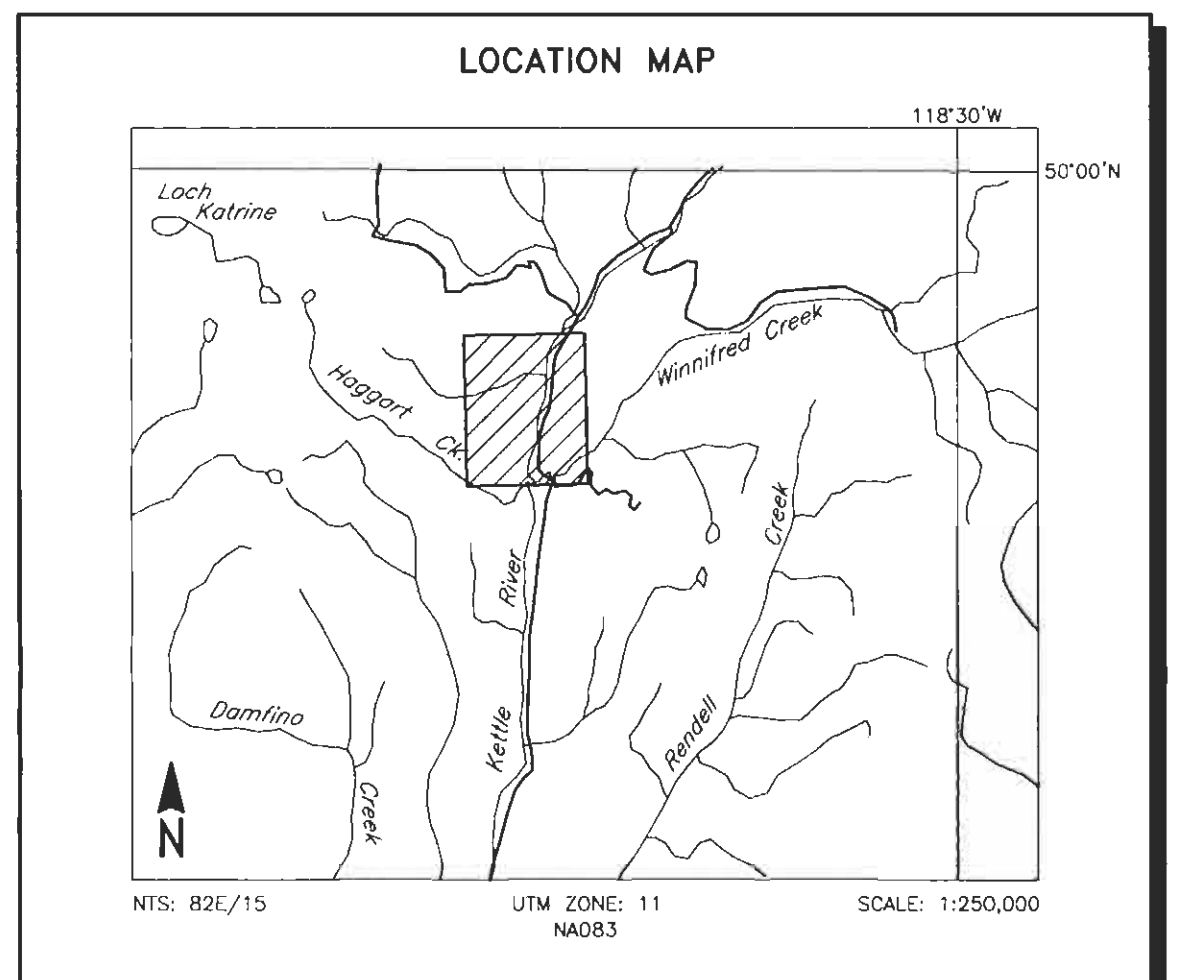 LOCATION MAP
118°30'W
50°00'N
Loch
Katrine
Haggart Ck.
Winnifred Creek
Kettle River
Rendell Creek
Damfino Creek
N
NTS: 82E/15
UTM ZONE: 11
SCALE: 1:250,000
NA083